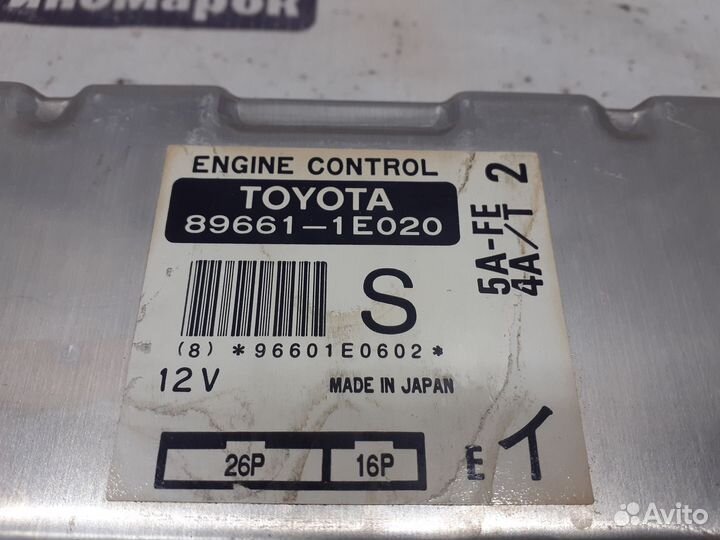 иномарок
ENGINE CONTROL
TOYOTA
89661-1E020
5A-FE
4A/T 2
S
(8) *96601E0602*
12V
MADE IN JAPAN
26P
16P
E イ
Avito